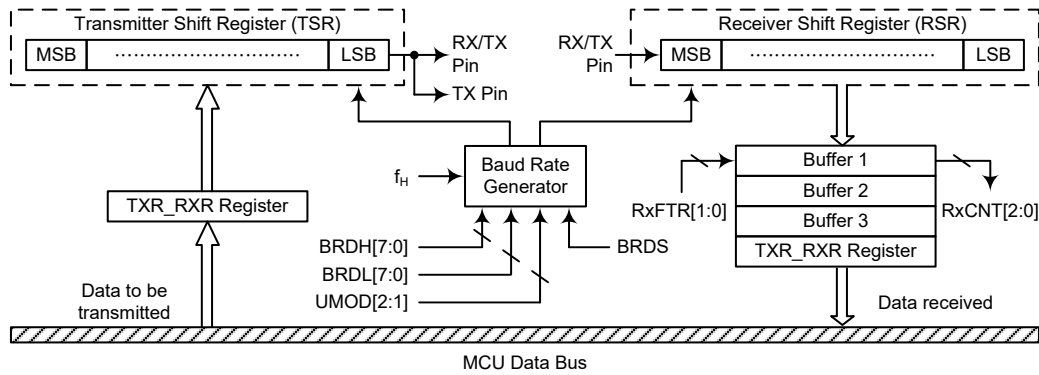 Transmitter Shift Register (TSR)
MSB
LSB
RX/TX
Pin
TX Pin
Receiver Shift Register (RSR)
RX/TX
Pin
MSB
LSB
Baud Rate
Generator
fH
BRDH[7:0]
BRDL[7:0]
UMOD[2:1]
BRDS
TXR_RXR Register
Buffer 1
Buffer 2
Buffer 3
TXR_RXR Register
RxFTR[1:0]
RxCNT[2:0]
Data to be
transmitted
Data received
MCU Data Bus